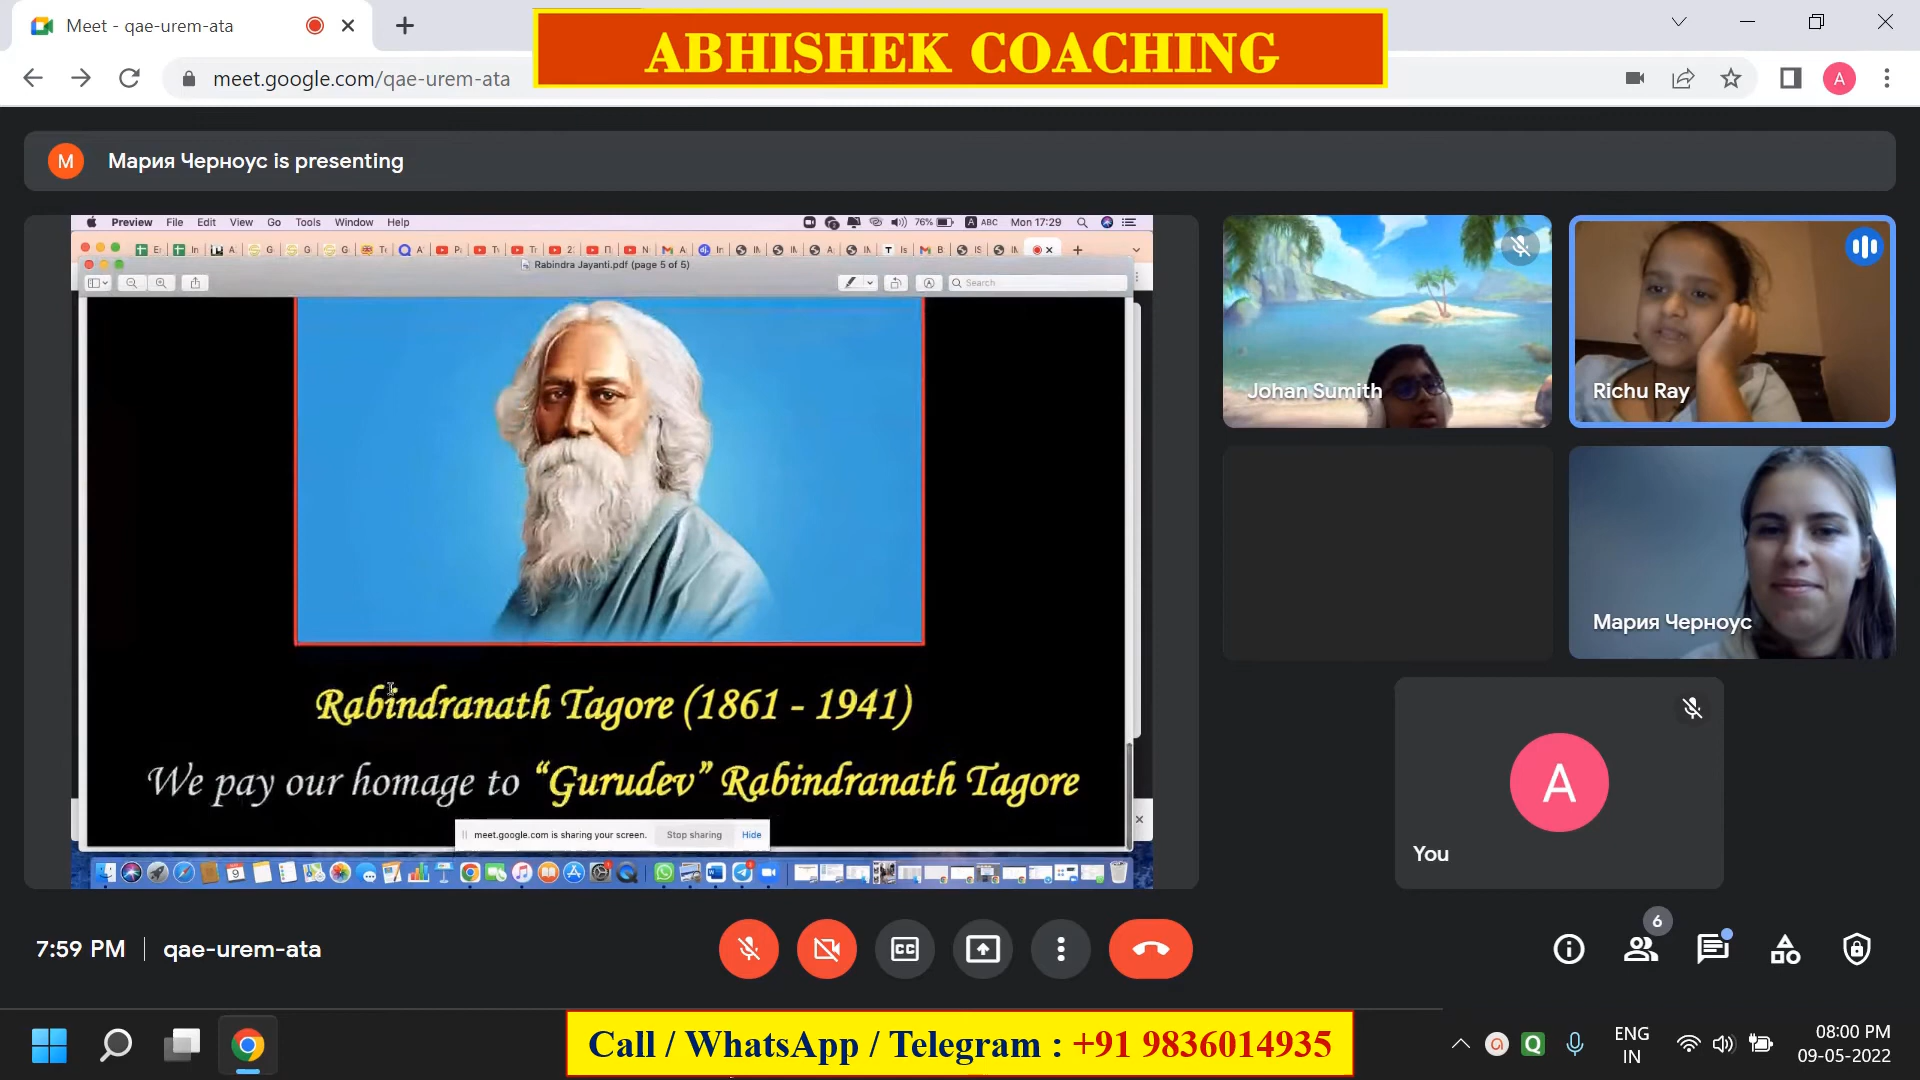 Meet - qae-urem-ata
ABHISHEK COACHING
meet.google.com/qae-urem-ata
A
M
Мария Черноус is presenting
Preview File Edit View Go Tools Window Help
76%
A ABC
Mon 17:29
Rabindra Jayanti.pdf (page 5 of 5)
Search
Rabindranath Tagore (1861 - 1941)
We pay our homage to "Gurudev" Rabindranath Tagore
meet.google.com is sharing your screen. Stop sharing Hide
Johan Sumith
Richu Ray
Мария Черноус
A
You
7:59 PM
qae-urem-ata
6
Call / WhatsApp / Telegram : +91 9836014935
ENG
IN
08:00 PM
09-05-2022